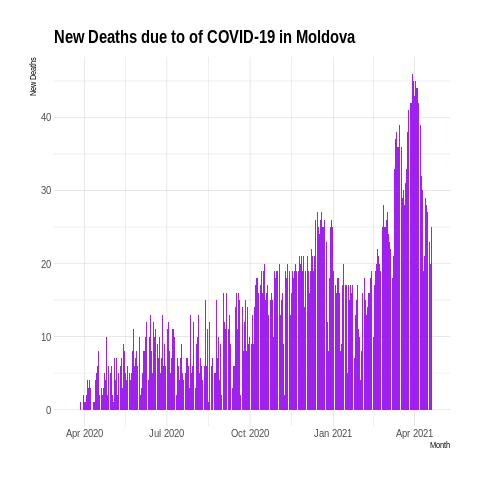 New Deaths due to of COVID-19 in Moldova
New Deaths
40
30
20
10
0
Apr 2020
Jul 2020
Oct 2020
Jan 2021
Apr 2021
Month